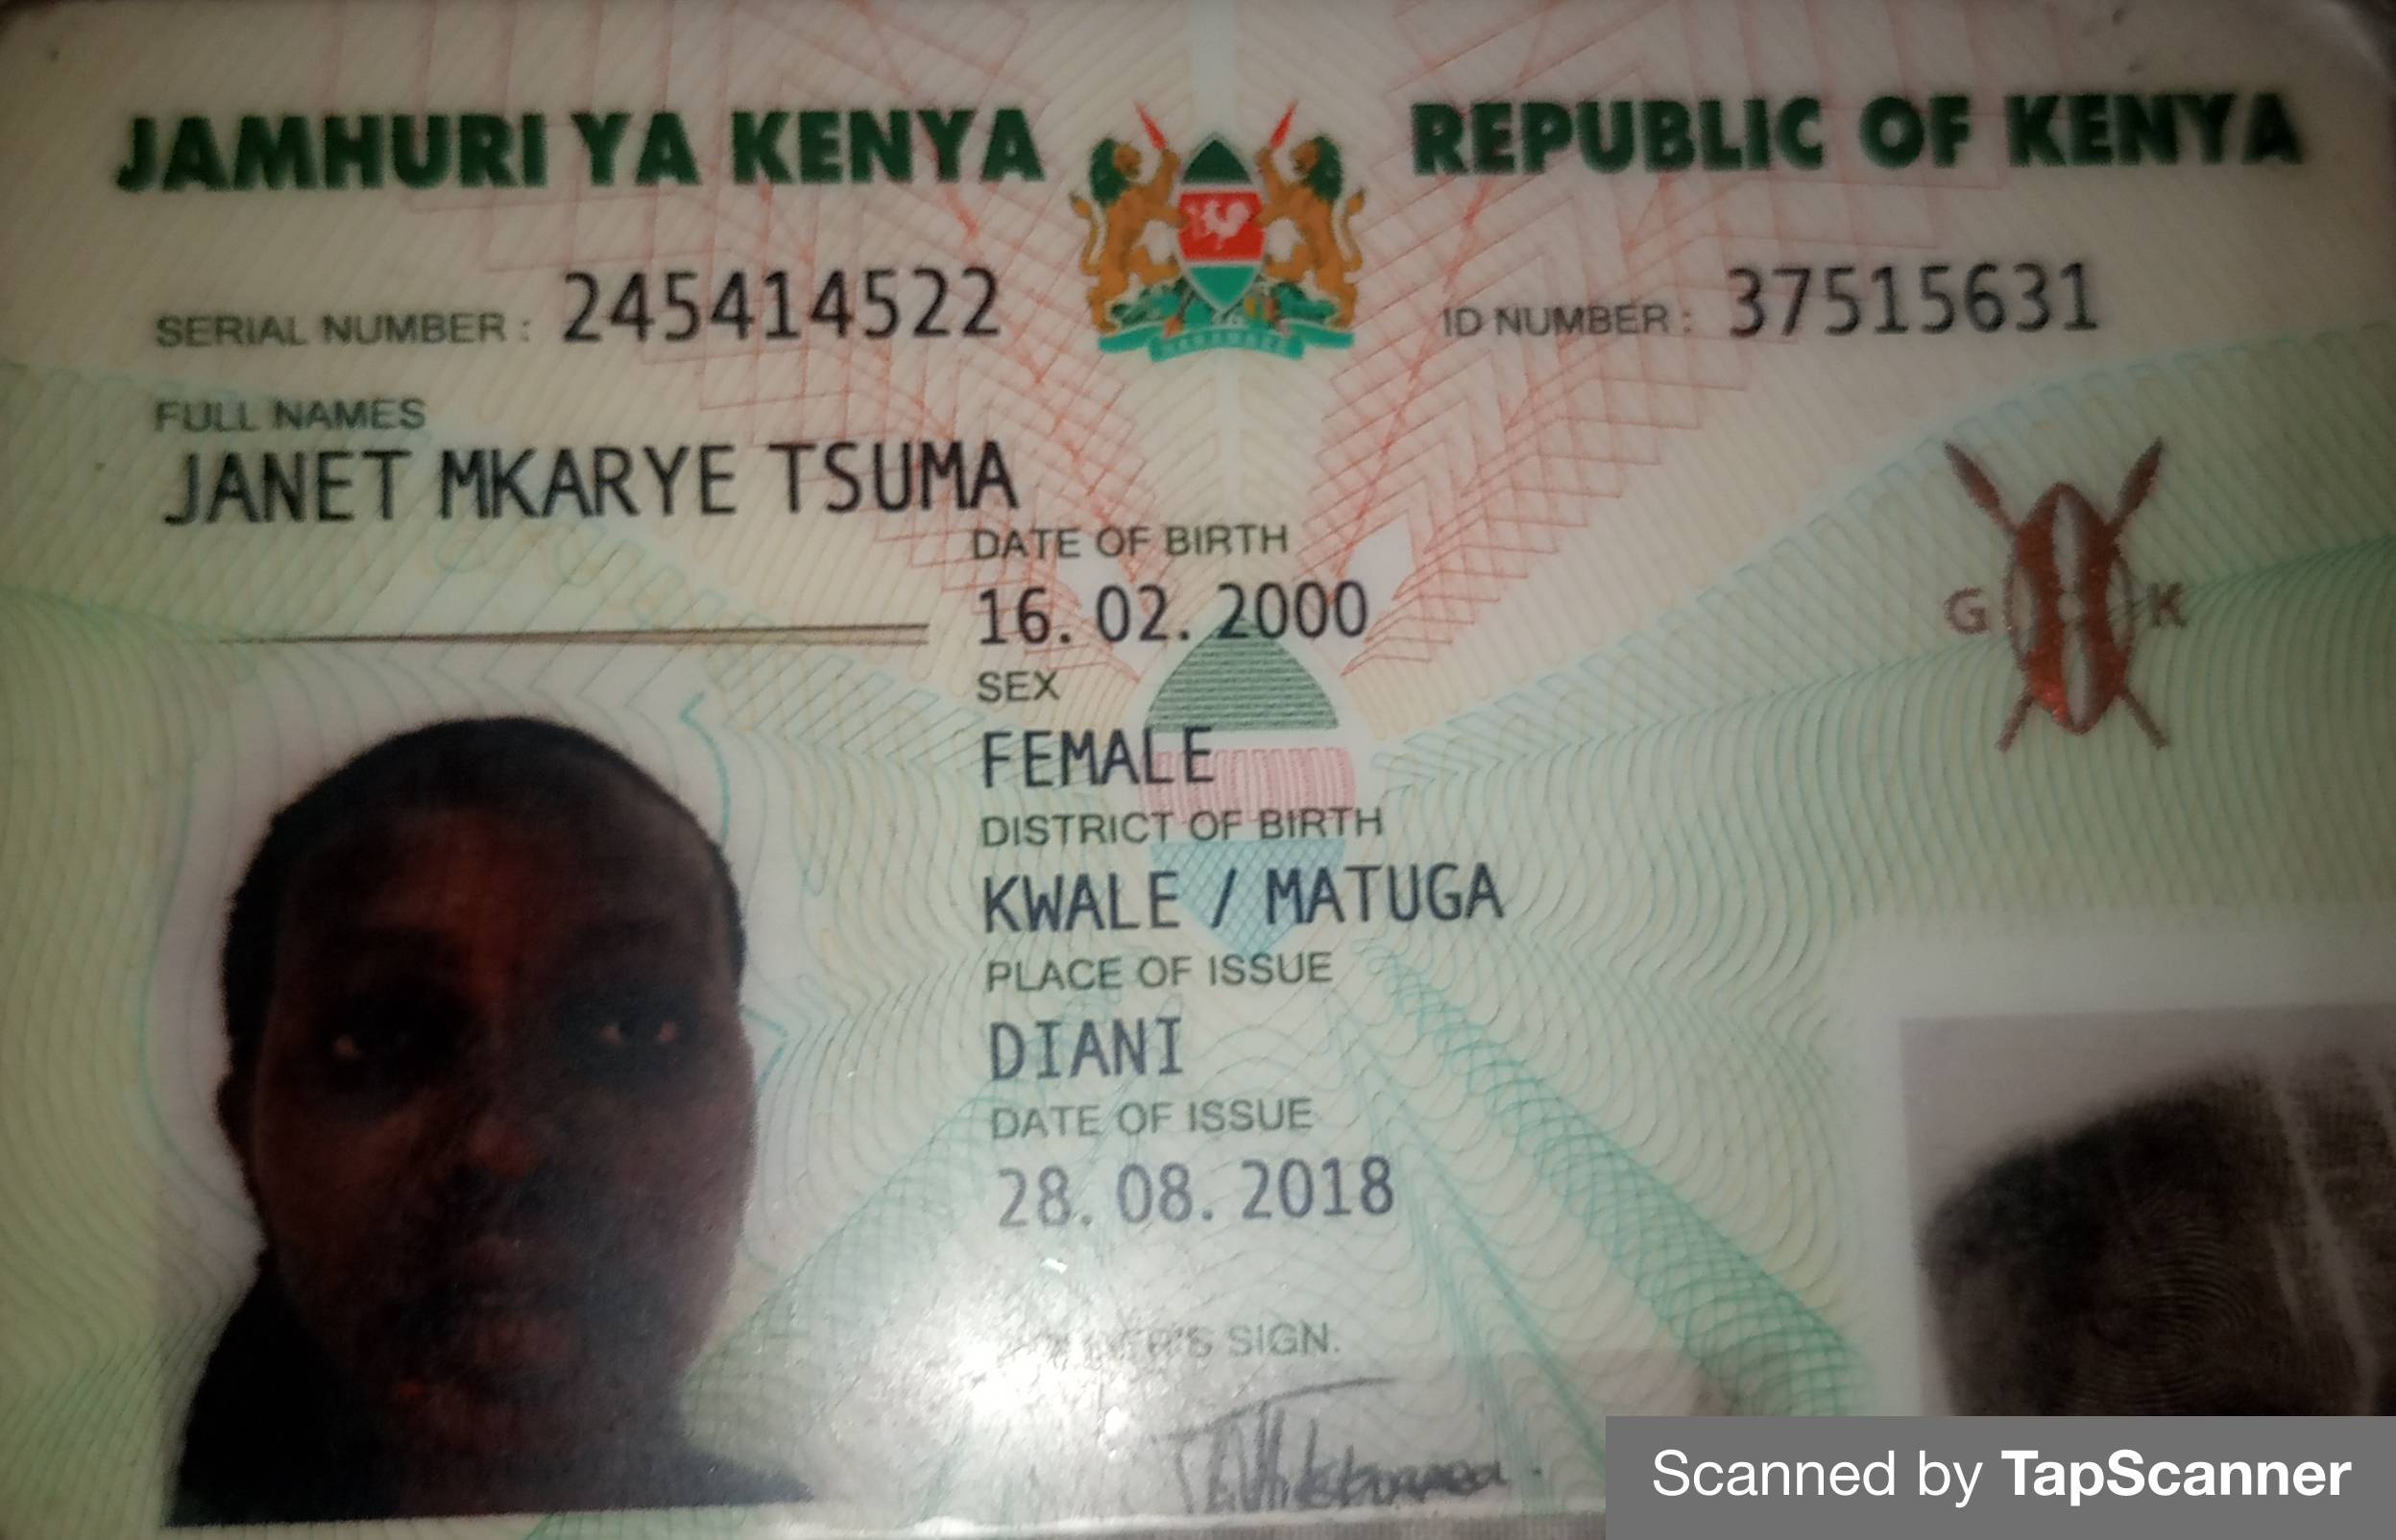 JAMHURI YA KENYA REPUBLIC OF KENYA
SERIAL NUMBER : 245414522 ID NUMBER : 37515631
FULL NAMES
JANET MKARYE TSUMA
DATE OF BIRTH
16. 02. 2000
SEX
FEMALE
G K
DISTRICT OF BIRTH
KWALE / MATUGA
PLACE OF ISSUE
DIANI
DATE OF ISSUE
28. 08. 2018
SIGN.
Scanned by TapScanner